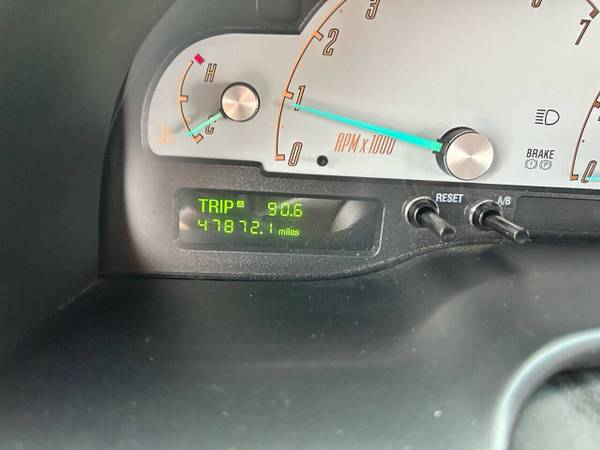 3
2
1
0
7
H
C
RPM x 1000
BRAKE
TRIP A 90.6
47872.1 miles
RESET
A/B